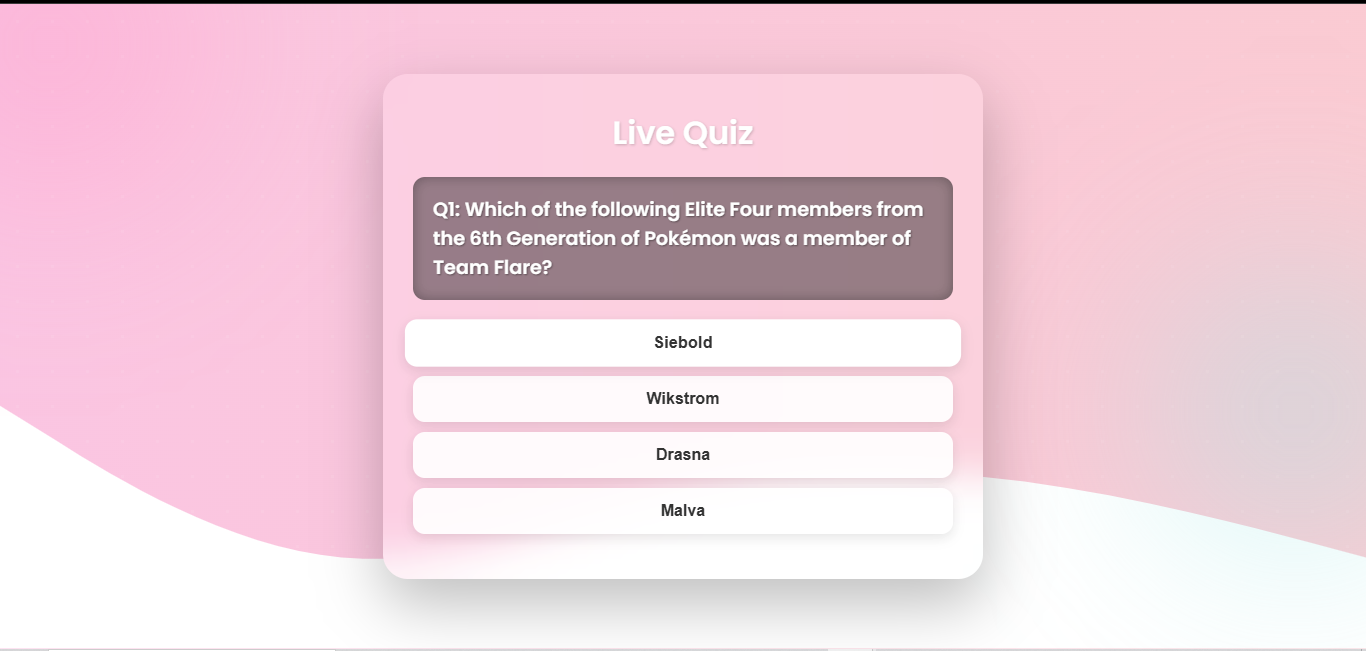 Live Quiz
Q1: Which of the following Elite Four members from
the 6th Generation of Pokémon was a member of
Team Flare?
Siebold
Wikstrom
Drasna
Malva